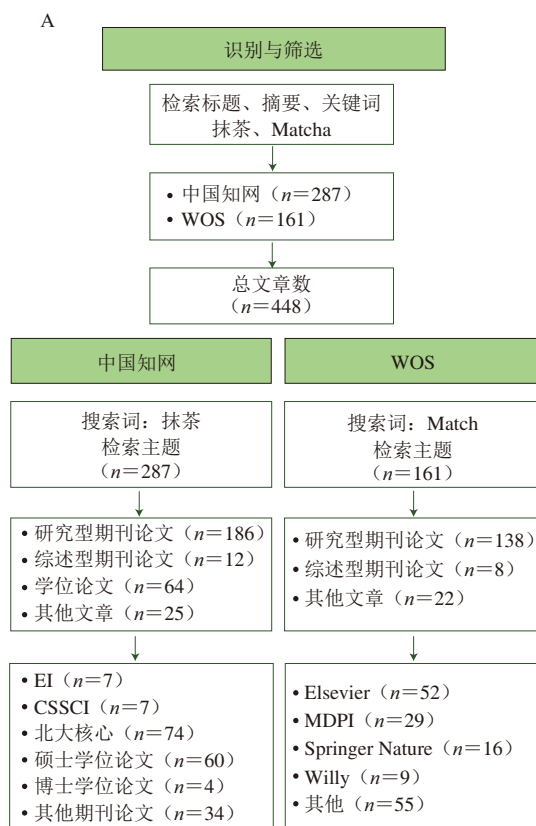 A
识别与筛选
检索标题、摘要、关键词
抹茶、Matcha
• 中国知网（n＝287）
• WOS（n＝161）
总文章数
（n＝448）
中国知网
搜索词：抹茶
检索主题
（n＝287）
• 研究型期刊论文（n＝186）
• 综述型期刊论文（n＝12）
• 学位论文（n＝64）
• 其他文章（n＝25）
• EI（n＝7）
• CSSCI（n＝7）
• 北大核心（n＝74）
• 硕士学位论文（n＝60）
• 博士学位论文（n＝4）
• 其他期刊论文（n＝34）
WOS
搜索词：Match
检索主题
（n＝161）
• 研究型期刊论文（n＝138）
• 综述型期刊论文（n＝8）
• 其他文章（n＝22）
• Elsevier（n＝52）
• MDPI（n＝29）
• Springer Nature（n＝16）
• Willy（n＝9）
• 其他（n＝55）